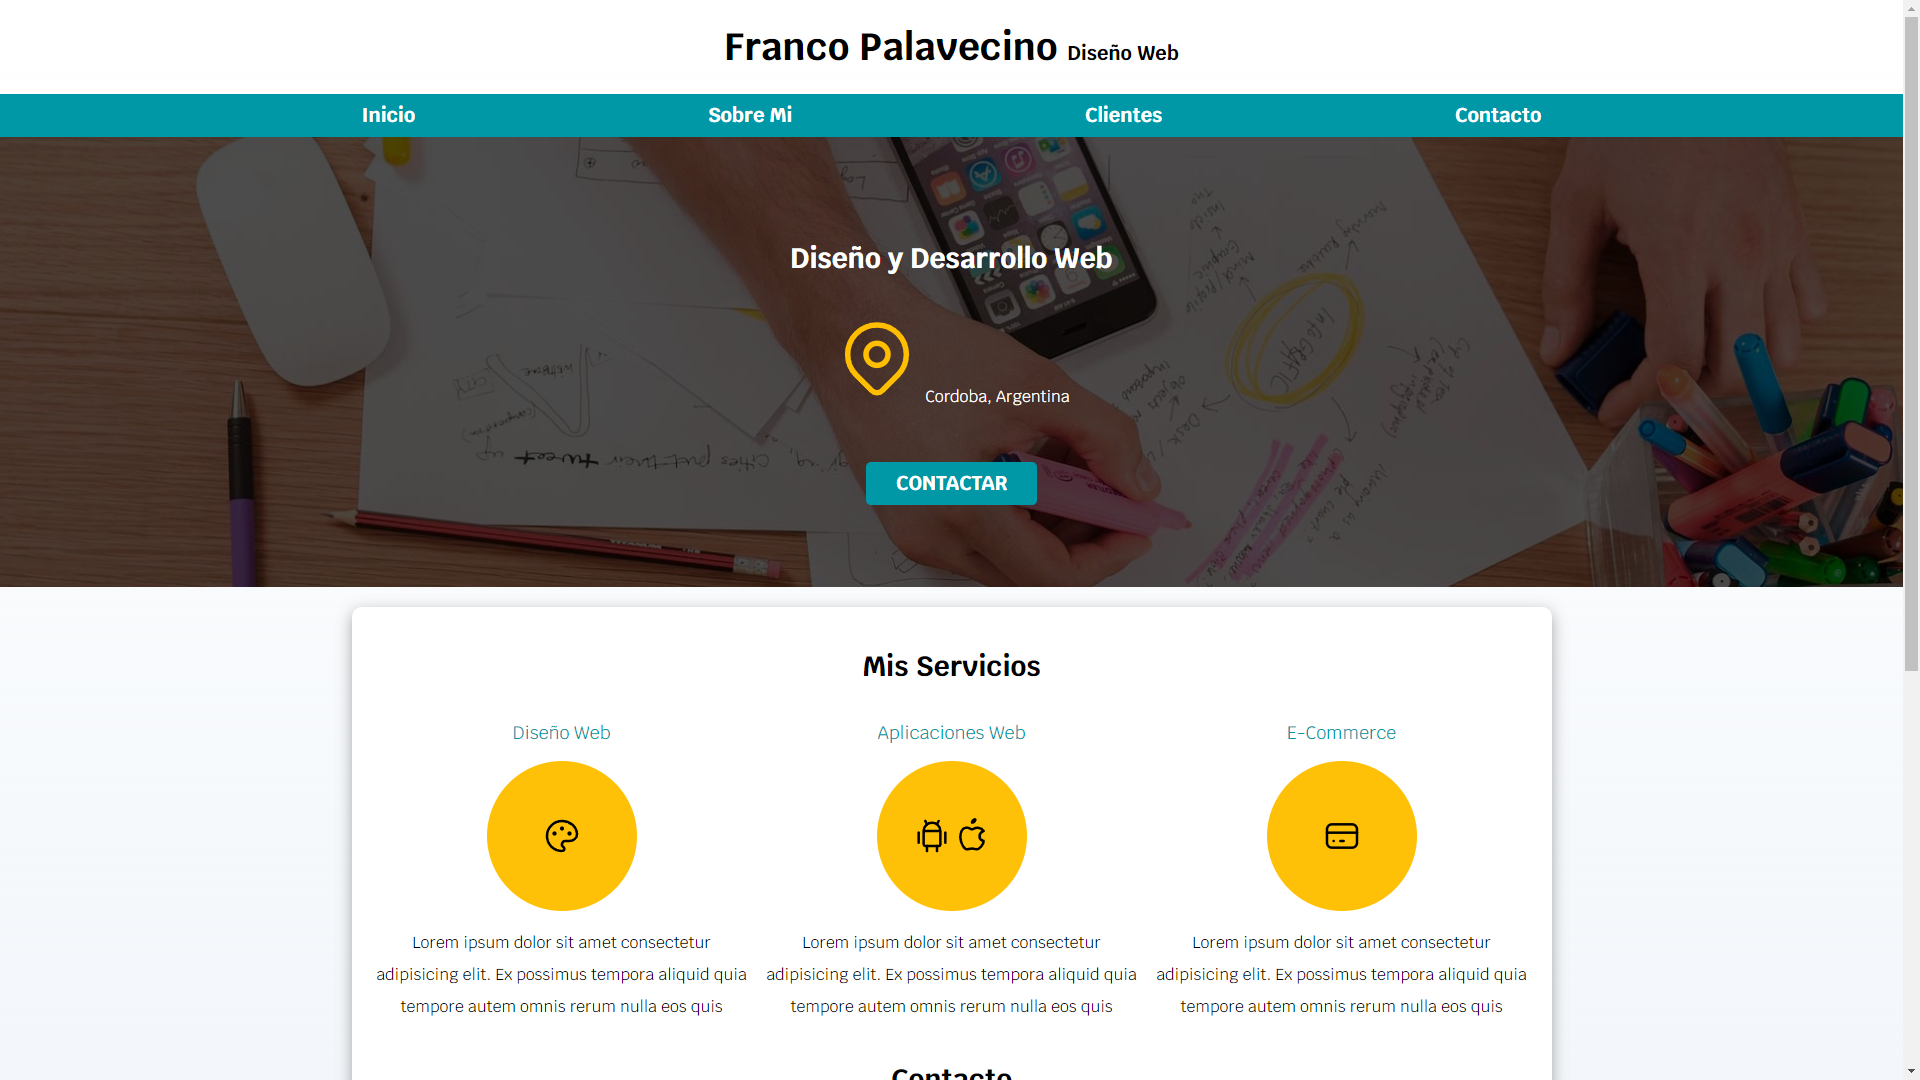 Franco Palavecino Diseño Web
Inicio Sobre Mi Clientes Contacto
Diseño y Desarrollo Web
Cordoba, Argentina
CONTACTAR
Mis Servicios
Diseño Web
Lorem ipsum dolor sit amet consectetur
adipisicing elit. Ex possimus tempora aliquid quia
tempore autem omnis rerum nulla eos quis
Aplicaciones Web
Lorem ipsum dolor sit amet consectetur
adipisicing elit. Ex possimus tempora aliquid quia
tempore autem omnis rerum nulla eos quis
E-Commerce
Lorem ipsum dolor sit amet consectetur
adipisicing elit. Ex possimus tempora aliquid quia
tempore autem omnis rerum nulla eos quis
Contacto